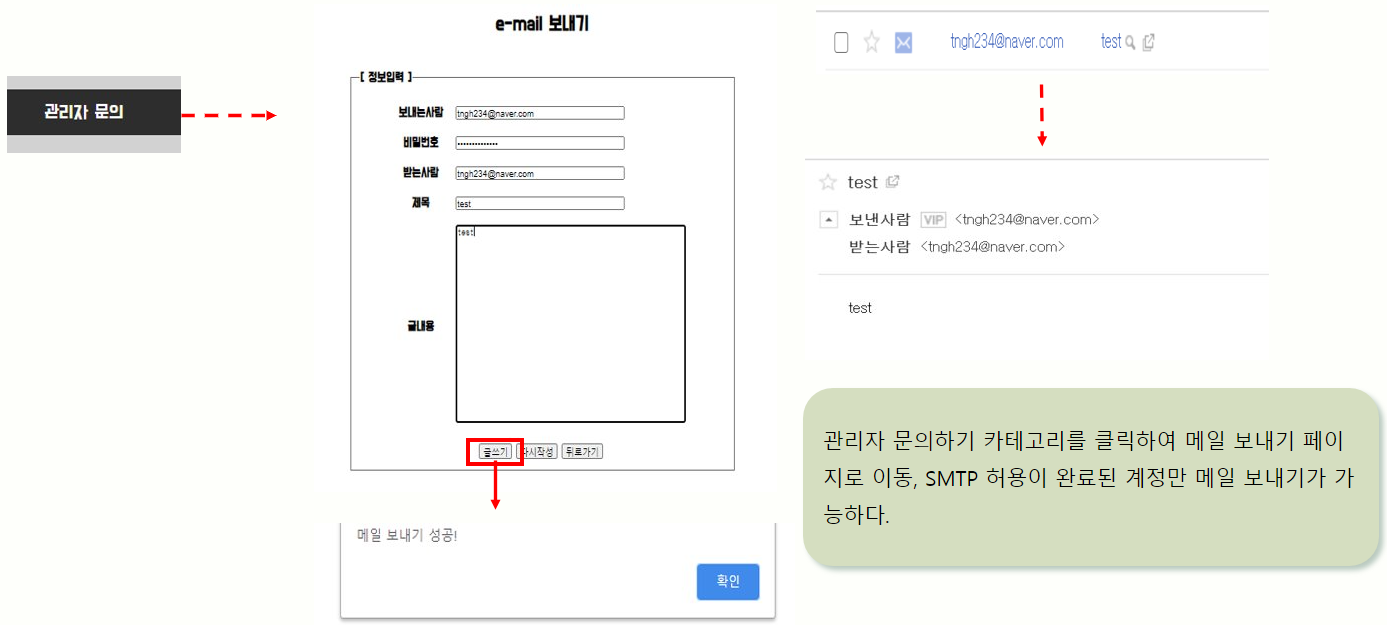 관리자 문의
e-mail 보내기
[ 정보입력 ]
보내는사람 tngh234@naver.com
비밀번호 ··············
받는사람 tngh234@naver.com
제목 test
test
글내용
글쓰기 다시작성 뒤로가기
메일 보내기 성공!
확인
tngh234@naver.com test
test
보낸사람 VIP <tngh234@naver.com>
받는사람 <tngh234@naver.com>
test
관리자 문의하기 카테고리를 클릭하여 메일 보내기 페이
지로 이동, SMTP 허용이 완료된 계정만 메일 보내기가 가
능하다.